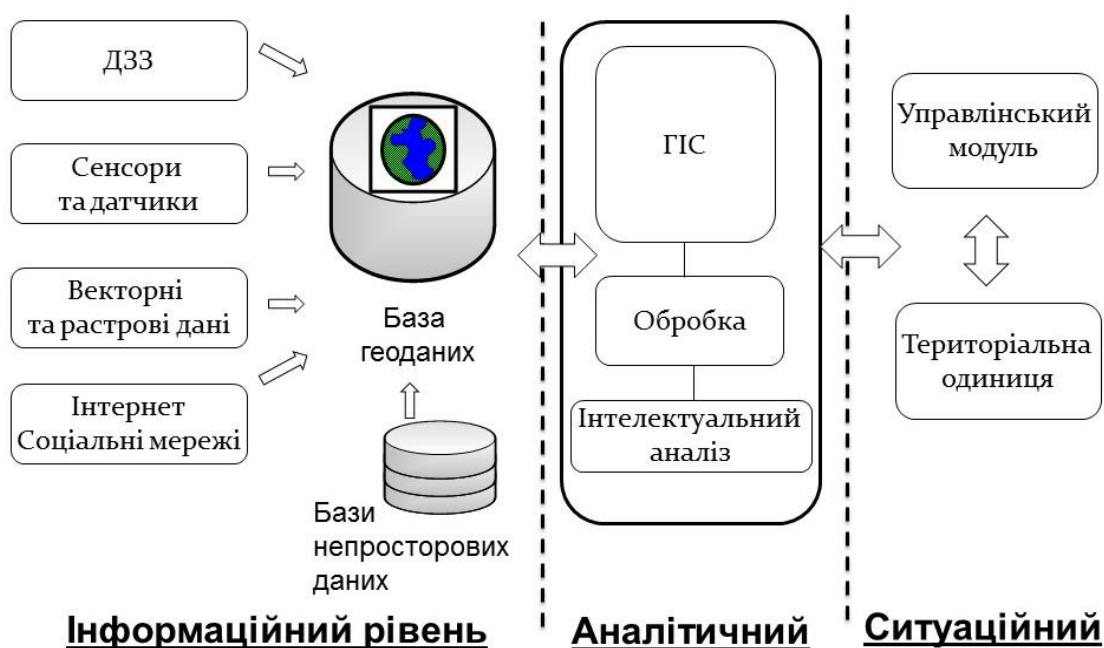 ДЗЗ
Сенсори
та датчики
Векторні
та растрові дані
Інтернет
Соціальні мережі
База
геоданих
Бази
непросторових
даних
Інформаційний рівень
ГІС
Обробка
Інтелектуальний
аналіз
Аналітичний
Управлінський
модуль
Територіальна
одиниця
Ситуаційний